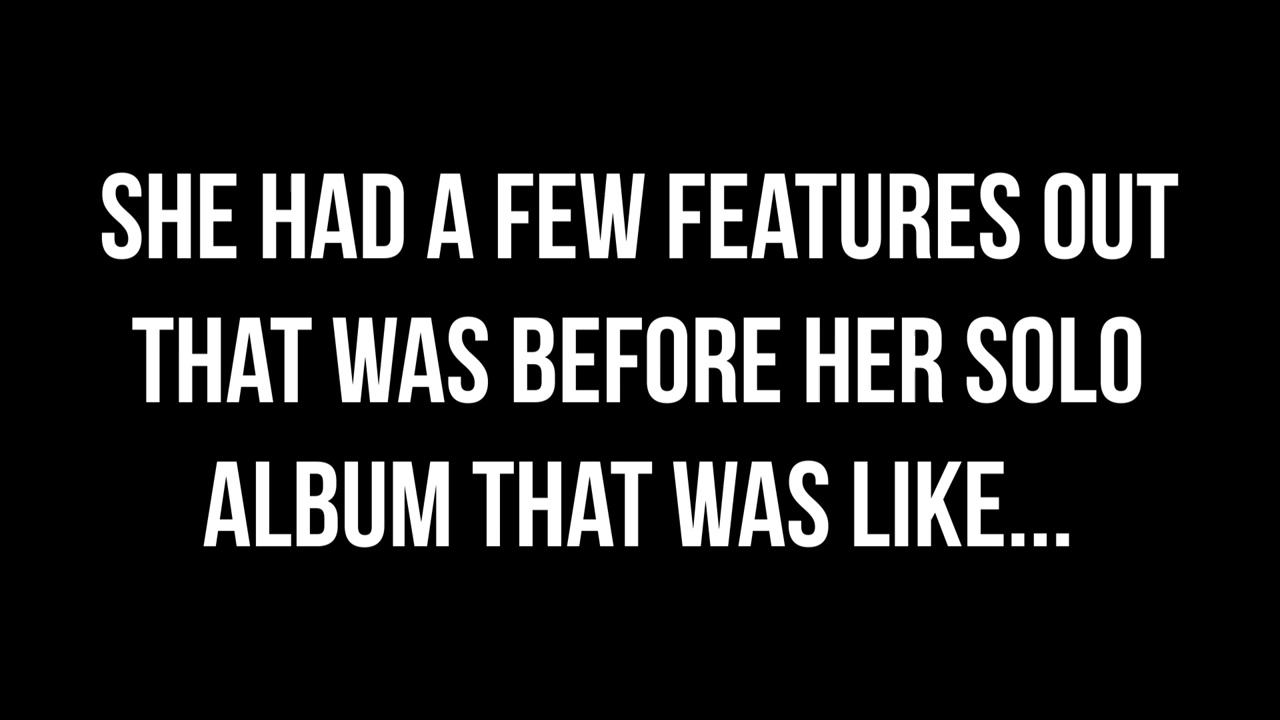 SHE HAD A FEW FEATURES OUT
THAT WAS BEFORE HER SOLO
ALBUM THAT WAS LIKE...